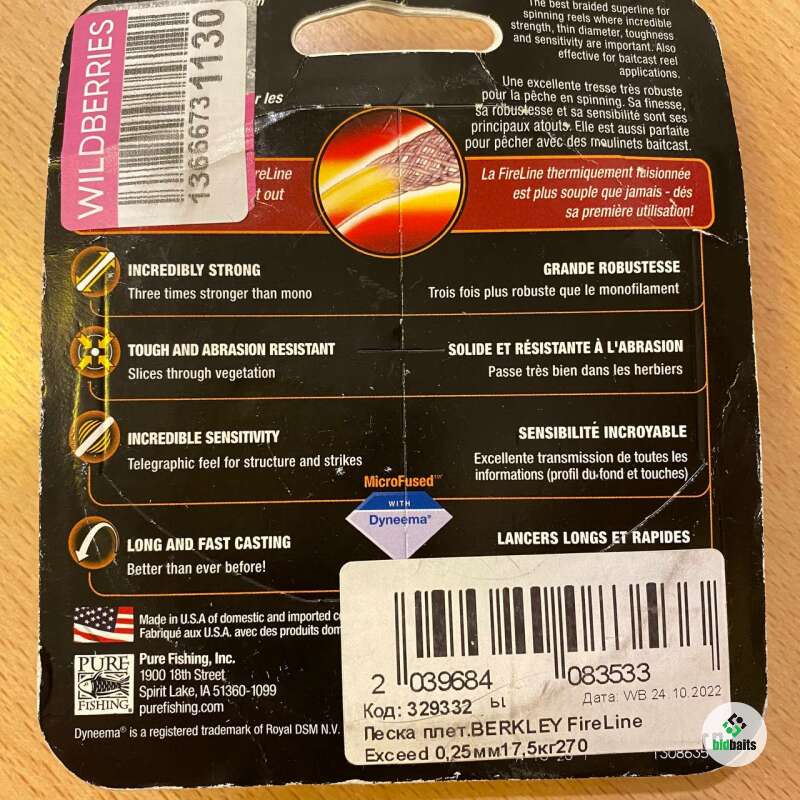 WILDBERRIES
1366673 1130
The best braided superline for
spinning reels where incredible
strength, thin diameter, toughness
and sensitivity are important. Also
effective for baitcast reel
applications.
Une excellente tresse très robuste
pour la pêche en spinning. Sa finesse,
sa robustesse et sa sensibilité sont ses
principaux atouts. Elle est aussi parfaite
pour pêcher avec des moulinets baitcast.
les
FireLine
out
La FireLine thermiquement fusionnée
est plus souple que jamais - dès
sa première utilisation!
INCREDIBLY STRONG
Three times stronger than mono
GRANDE ROBUSTESSE
Trois fois plus robuste que le monofilament
TOUGH AND ABRASION RESISTANT
Slices through vegetation
SOLIDE ET RÉSISTANTE À L'ABRASION
Passe très bien dans les herbiers
INCREDIBLE SENSITIVITY
Telegraphic feel for structure and strikes
SENSIBILITÉ INCROYABLE
Excellente transmission de toutes les
informations (profil du fond et touches)
MicroFused™
WITH
Dyneema®
LONG AND FAST CASTING
Better than ever before!
LANCERS LONGS ET RAPIDES
Made in U.S.A of domestic and imported
Fabriqué aux U.S.A. avec des produits
PURE
FISHING
Pure Fishing, Inc.
1900 18th Street
Spirit Lake, IA 51360-1099
purefishing.com
Dyneema® is a registered trademark of Royal DSM N.V.
2 039684 083533
Код: 329332 ы Дата: WB 24.10.2022
Леска плет.BERKLEY FireLine
Exceed 0,25мм17,5кг270
bidbaits